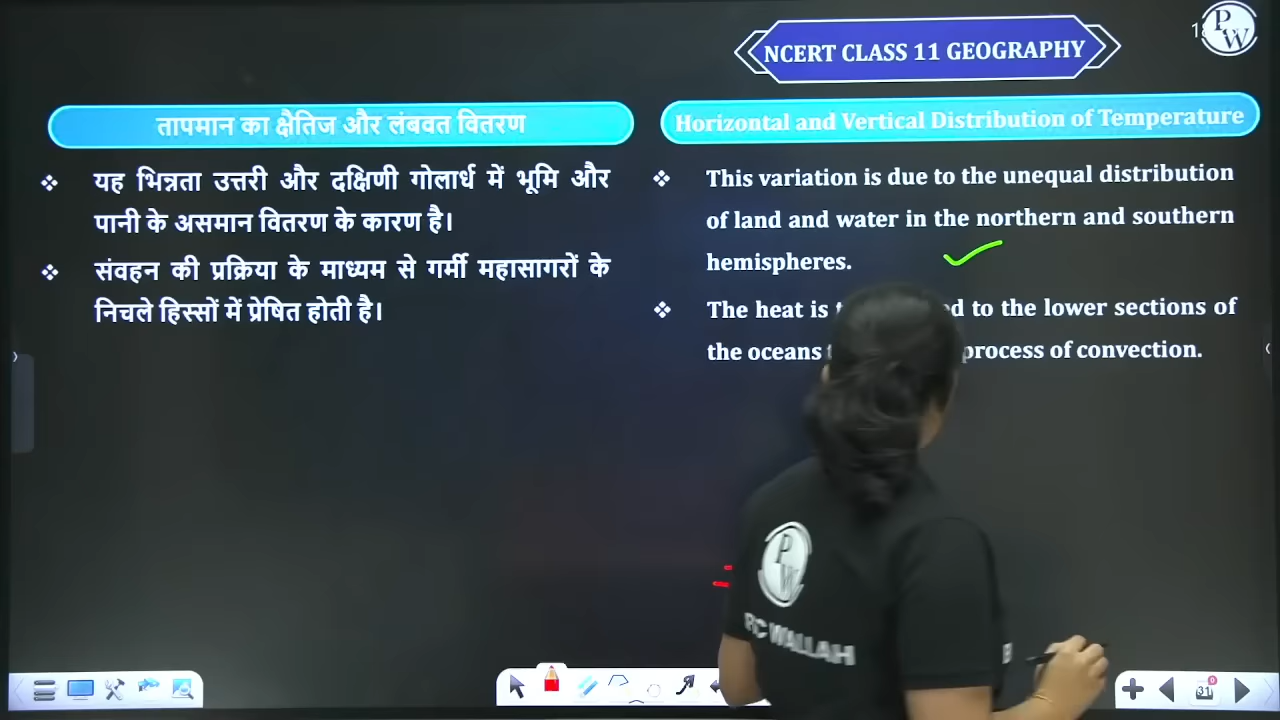 NCERT CLASS 11 GEOGRAPHY
PW
तापमान का क्षैतिज और लंबवत वितरण
यह भिन्नता उत्तरी और दक्षिणी गोलार्ध में भूमि और
पानी के असमान वितरण के कारण है।
संवहन की प्रक्रिया के माध्यम से गर्मी महासागरों के
निचले हिस्सों में प्रेषित होती है।
Horizontal and Vertical Distribution of Temperature
This variation is due to the unequal distribution
of land and water in the northern and southern
hemispheres.
The heat is to the lower sections of
the oceans process of convection.
PW
WALLAH
31